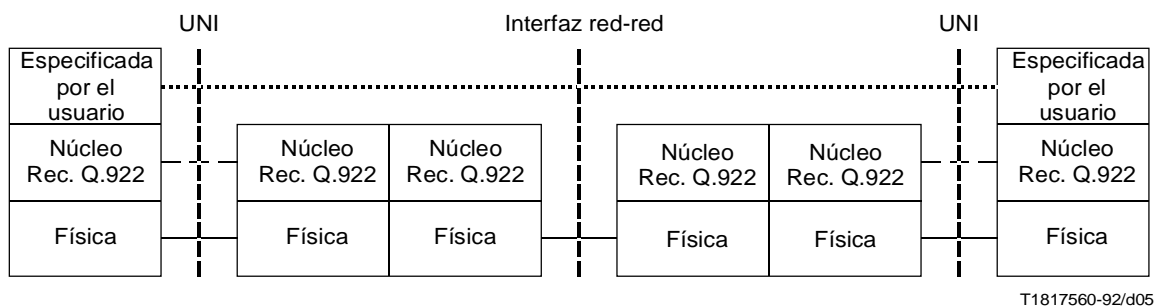 UNI Interfaz red-red UNI
Especificada
por el
usuario
Especificada
por el
usuario
Núcleo
Rec. Q.922
Núcleo
Rec. Q.922
Núcleo
Rec. Q.922
Núcleo
Rec. Q.922
Núcleo
Rec. Q.922
Núcleo
Rec. Q.922
Física Física Física Física Física Física
T1817560-92/d05